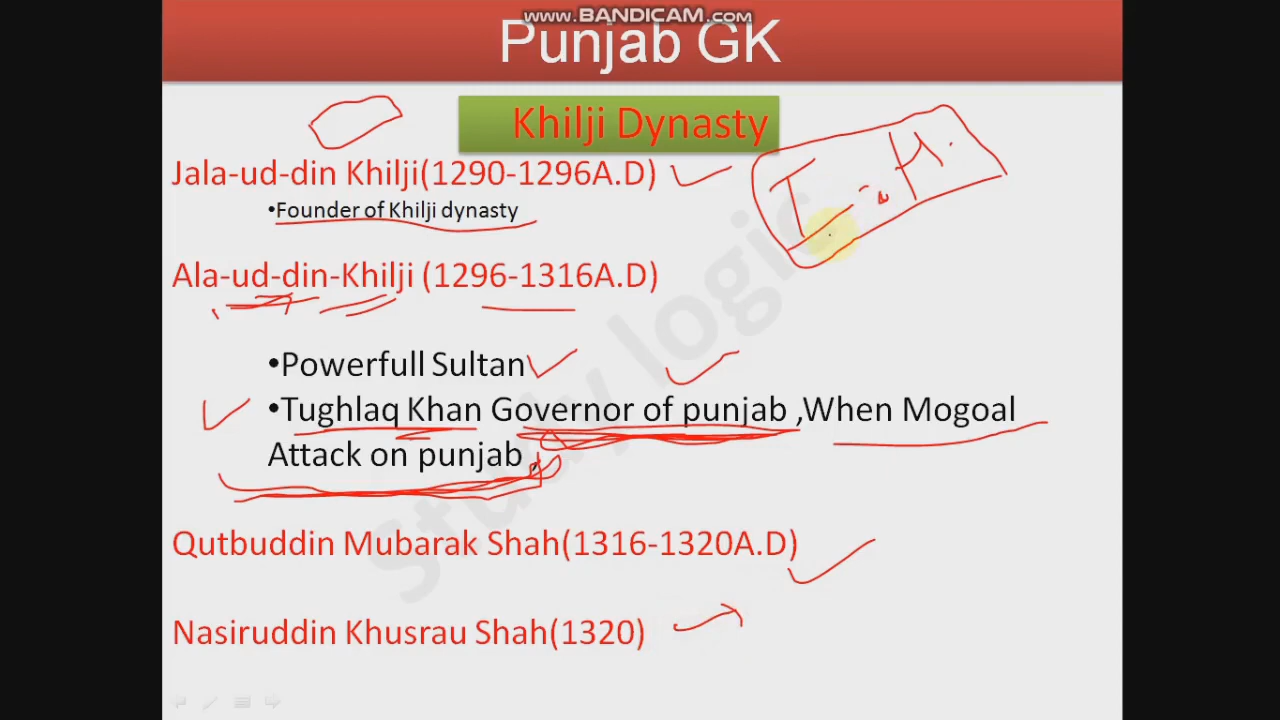 www.BANDICAM.com
Punjab GK
Khilji Dynasty
Jala-ud-din Khilji(1290-1296A.D)
•Founder of Khilji dynasty
Ala-ud-din-Khilji (1296-1316A.D)
•Powerfull Sultan
•Tughlaq Khan Governor of punjab ,When Mogoal
Attack on punjab
Qutbuddin Mubarak Shah(1316-1320A.D)
Nasiruddin Khusrau Shah(1320)
Study logic